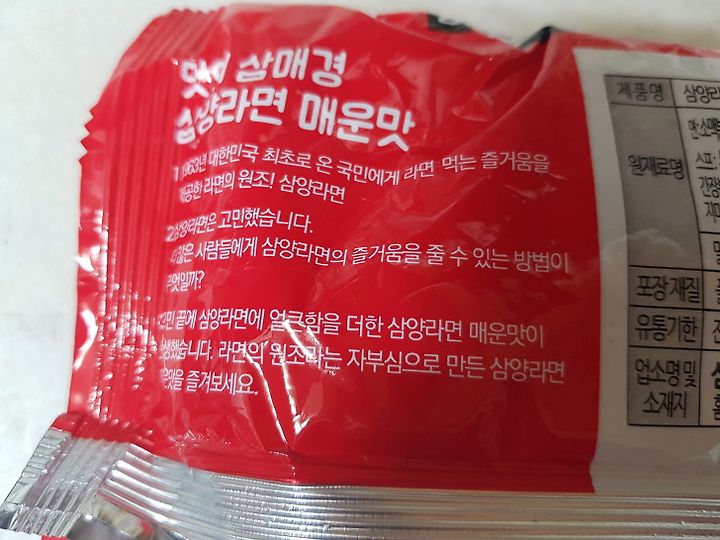 맛의 삼매경
삼양라면 매운맛
1963년 대한민국 최초로 온 국민에게 라면 먹는 즐거움을
제공한 라면의 원조! 삼양라면
삼양라면은 고민했습니다.
많은 사람들에게 삼양라면의 즐거움을 줄 수 있는 방법이
무엇일까?
고민 끝에 삼양라면에 얼큰함을 더한 삼양라면 매운맛이
탄생했습니다. 라면의 원조라는 자부심으로 만든 삼양라면
매운맛을 즐겨보세요.
제품명
원재료명
포장재질
유통기한
업소명 및
소재지